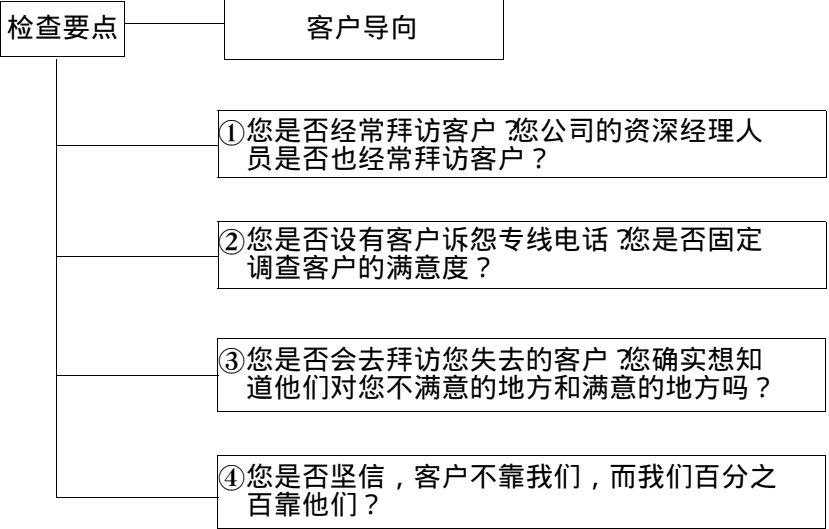 检查要点
客户导向
①您是否经常拜访客户？您公司的资深经理人
员是否也经常拜访客户？
②您是否设有客户诉怨专线电话？您是否固定
调查客户的满意度？
③您是否会去拜访您失去的客户？您确实想知
道他们对您不满意的地方和满意的地方吗？
④您是否坚信，客户不靠我们，而我们百分之
百靠他们？